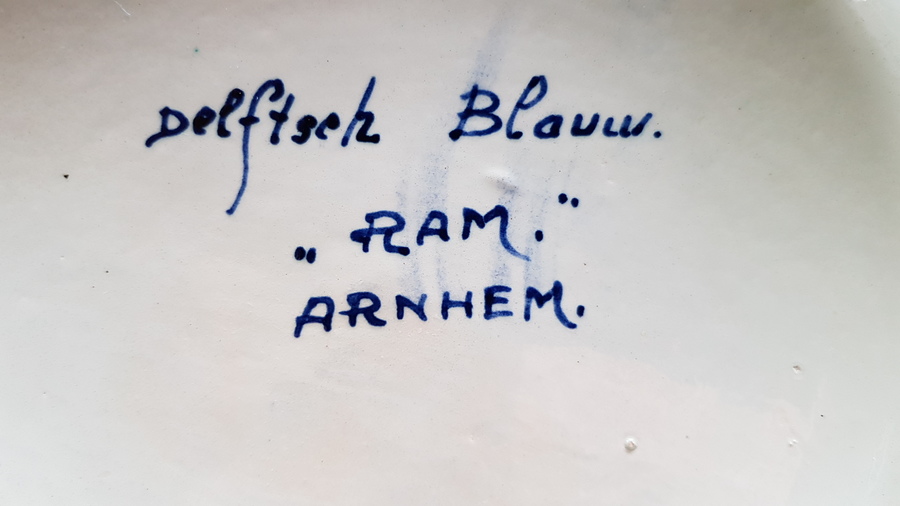 Delftsch Blauw.
„ RAM. ”
ARNHEM.